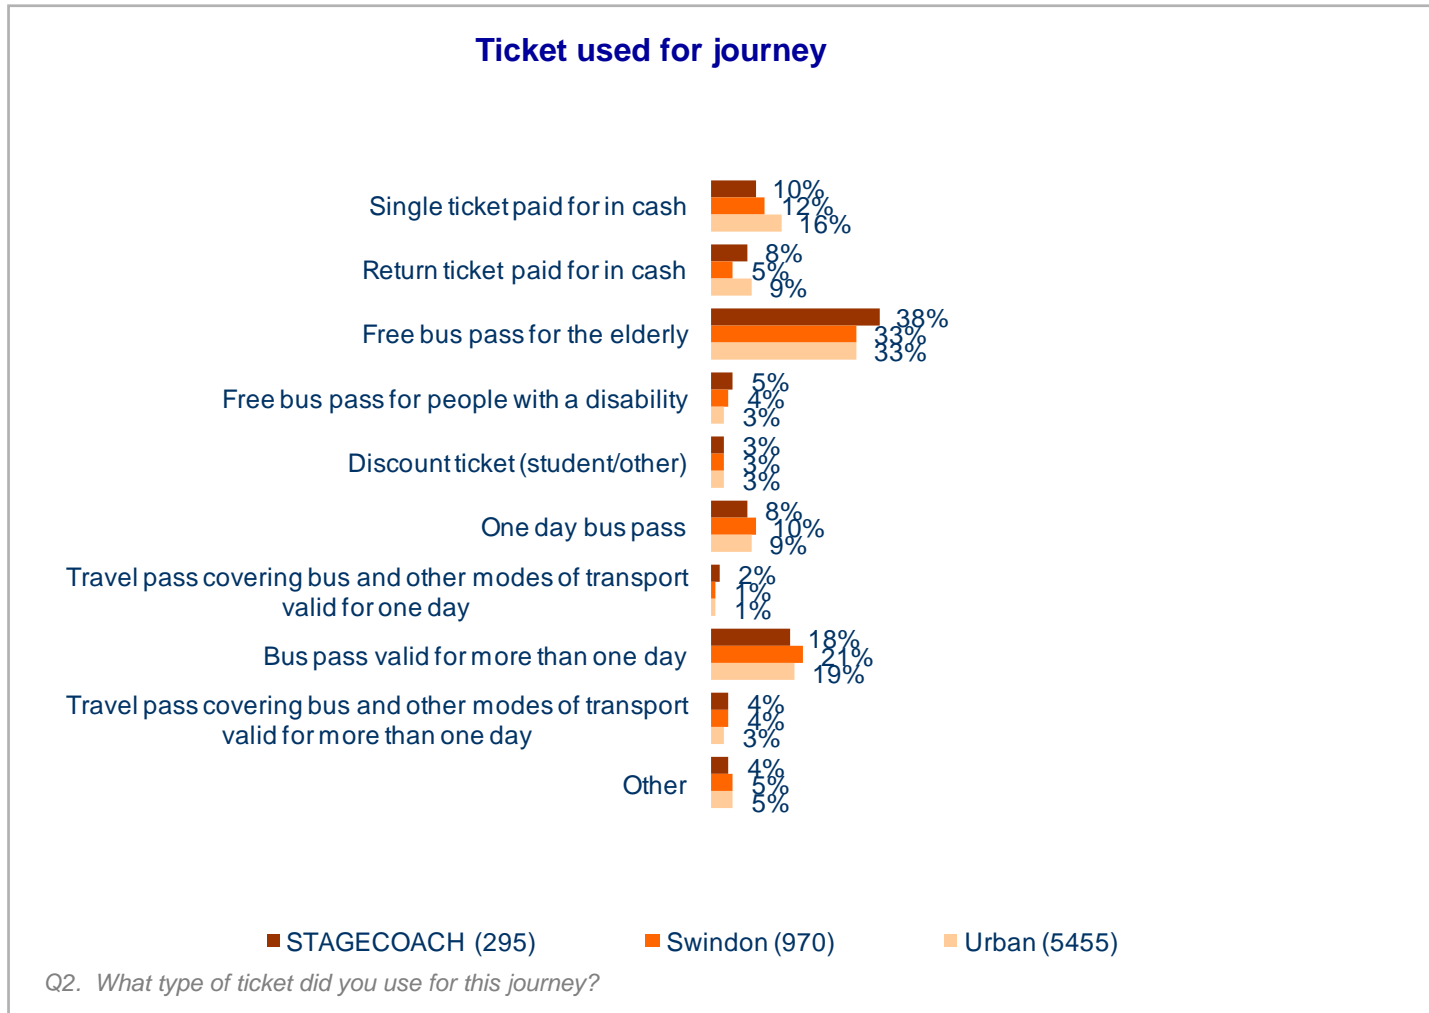 Ticket used for journey
Single ticket paid for in cash
10%
12%
16%
Return ticket paid for in cash
8%
5%
9%
Free bus pass for the elderly
38%
33%
33%
Free bus pass for people with a disability
5%
4%
3%
Discount ticket (student/other)
3%
3%
3%
One day bus pass
8%
10%
9%
Travel pass covering bus and other modes of transport
valid for one day
2%
1%
1%
Bus pass valid for more than one day
18%
21%
19%
Travel pass covering bus and other modes of transport
valid for more than one day
4%
4%
3%
Other
4%
5%
5%
STAGECOACH (295) Swindon (970) Urban (5455)
Q2. What type of ticket did you use for this journey?